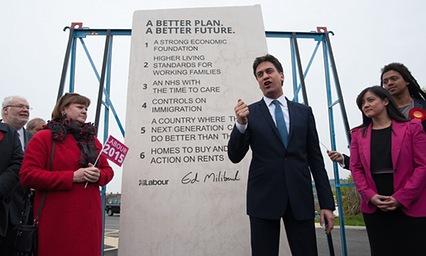 A BETTER PLAN.
A BETTER FUTURE.
1 A STRONG ECONOMIC
FOUNDATION
2 HIGHER LIVING
STANDARDS FOR
WORKING FAMILIES
3 AN NHS WITH
THE TIME TO CARE
4 CONTROLS ON
IMMIGRATION
5 A COUNTRY WHERE
NEXT GENERATION C
DO BETTER THAN
6 HOMES TO BUY AND
ACTION ON RENTS
Labour Ed Miliband
LABOUR
2015